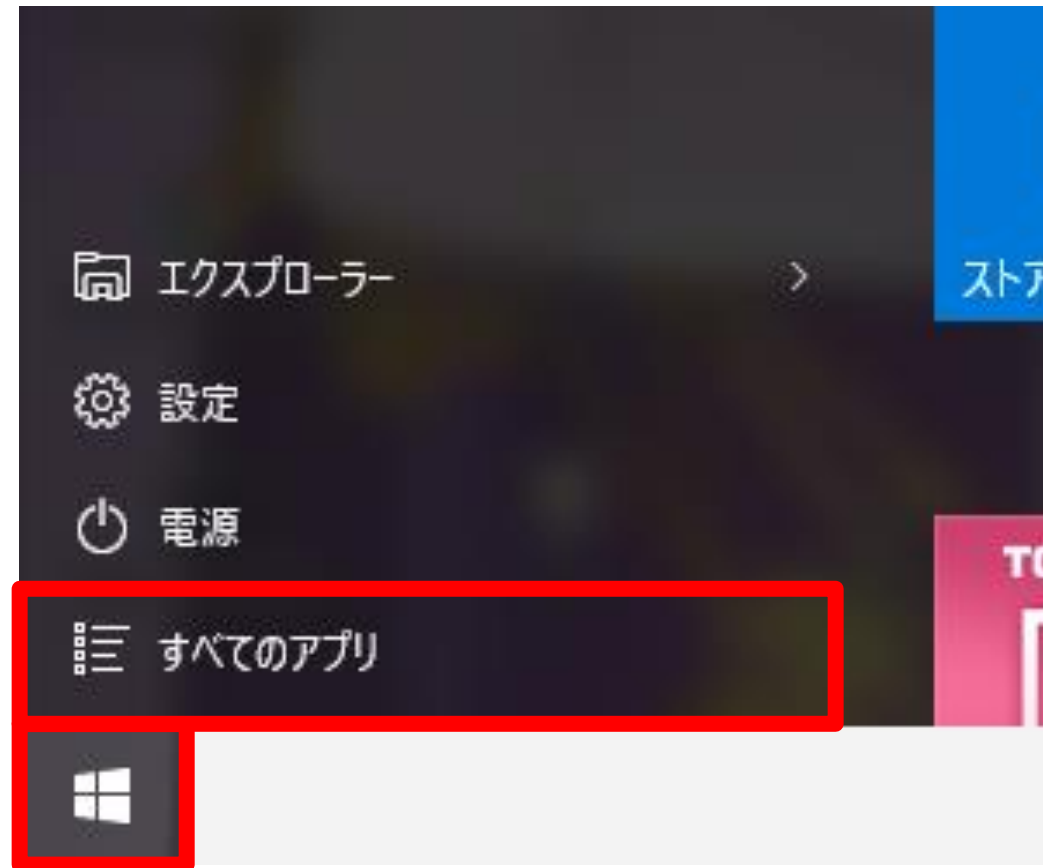 エクスプローラー
ストア
設定
電源
すべてのアプリ